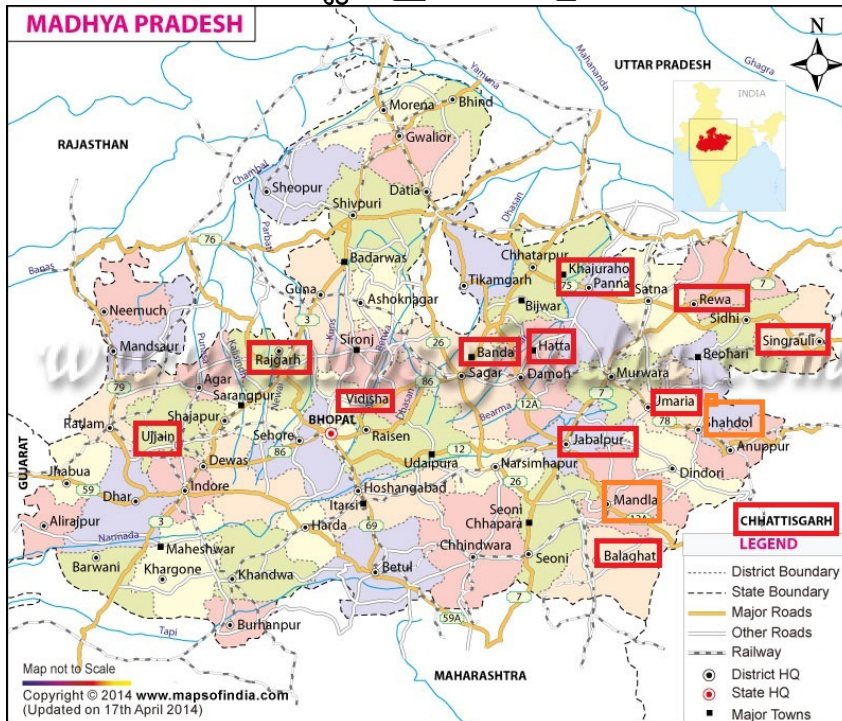 MADHYA PRADESH
N
UTTAR PRADESH
INDIA
RAJASTHAN
Yamuna
Mahananda
Ghagra
Morena
Bhind
Gwalior
Chambal
Sheopur
Datia
Shivpuri
Dhasan
Parbati
76
Banas
Badarwas
Chhatarpur
Khajuraho
75
Panna
Tikamgarh
Satna
Rewa
7
Guna
Ashoknagar
Bijwar
Sidhi
Neemuch
3
Singrauli
Mandsaur
Rajgarh
Sironj
26
Banda
Hatta
Beohari
Agar
Sagar
Damoh
Murwara
79
Sarangpur
86
7
Vidisha
Bearma
12A
Umaria
Shahdol
Shajapur
BHOPAL
Dhasan
78
Ratlam
Ujjain
Sehore
Raisen
Jabalpur
Anuppur
GUJARAT
Dewas
86
Udaipura
12
Narsimhapur
Dindori
Jhabua
59
Indore
Hoshangabad
26
Dhar
Itarsi
Seoni
Mandla
Alirajpur
Chhapara
12A
CHHATTISGARH
3
Harda
69
Narmada
Maheshwar
Chhindwara
Seoni
Balaghat
LEGEND
Barwani
Khargone
Khandwa
Betul
District Boundary
State Boundary
7
Major Roads
Burhanpur
59A
Other Roads
Tapi
Railway
Map not to Scale
MAHARASHTRA
District HQ
Copyright © 2014 www.mapsofindia.com
State HQ
(Updated on 17th April 2014)
Major Towns